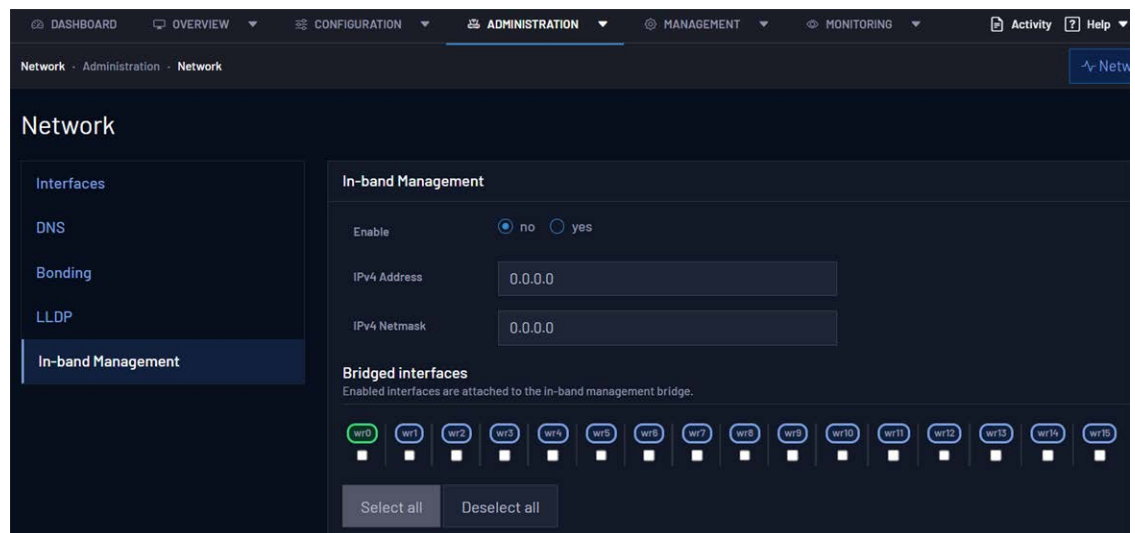 DASHBOARD OVERVIEW CONFIGURATION ADMINISTRATION MANAGEMENT MONITORING Activity ? Help
Network - Administration - Network
Netw
Network
Interfaces
DNS
Bonding
LLDP
In-band Management
In-band Management
Enable no yes
IPv4 Address 0.0.0.0
IPv4 Netmask 0.0.0.0
Bridged interfaces
Enabled interfaces are attached to the in-band management bridge.
wr0 wr1 wr2 wr3 wr4 wr5 wr6 wr7 wr8 wr9 wr10 wr11 wr12 wr13 wr14 wr15
Select all Deselect all